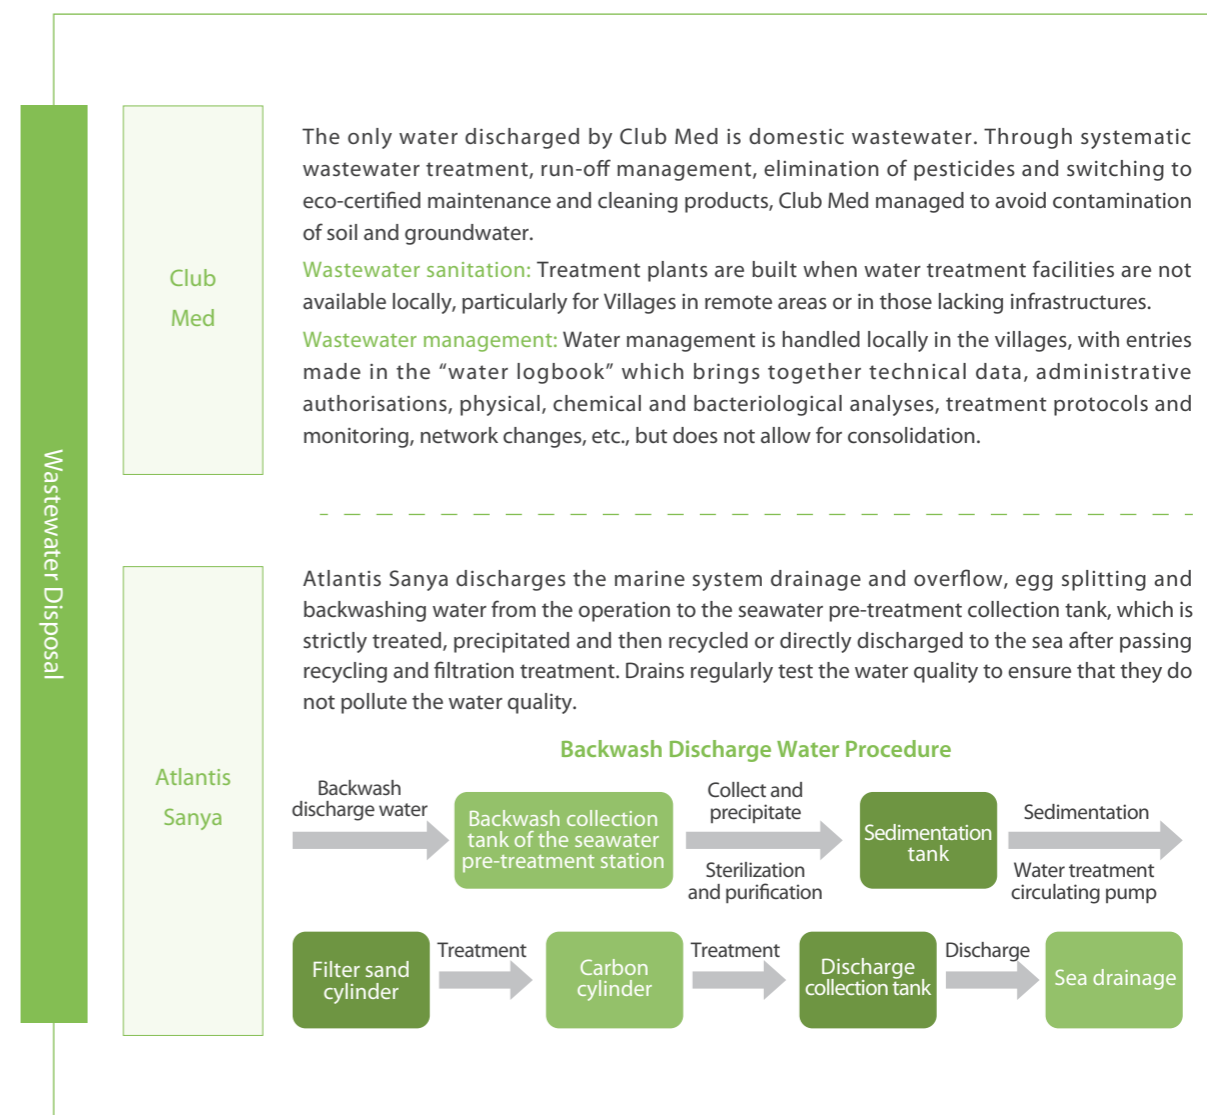 Wastewater Disposal
Club
Med
The only water discharged by Club Med is domestic wastewater. Through systematic
wastewater treatment, run-off management, elimination of pesticides and switching to
eco-certified maintenance and cleaning products, Club Med managed to avoid contamination
of soil and groundwater.
Wastewater sanitation: Treatment plants are built when water treatment facilities are not
available locally, particularly for Villages in remote areas or in those lacking infrastructures.
Wastewater management: Water management is handled locally in the villages, with entries
made in the “water logbook” which brings together technical data, administrative
authorisations, physical, chemical and bacteriological analyses, treatment protocols and
monitoring, network changes, etc., but does not allow for consolidation.
Atlantis
Sanya
Atlantis Sanya discharges the marine system drainage and overflow, egg splitting and
backwashing water from the operation to the seawater pre-treatment collection tank, which is
strictly treated, precipitated and then recycled or directly discharged to the sea after passing
recycling and filtration treatment. Drains regularly test the water quality to ensure that they do
not pollute the water quality.
Backwash Discharge Water Procedure
Backwash
discharge water
Backwash collection
tank of the seawater
pre-treatment station
Collect and
precipitate
Sterilization
and purification
Sedimentation
tank
Sedimentation
Water treatment
circulating pump
Filter sand
cylinder
Treatment
Carbon
cylinder
Treatment
Discharge
collection tank
Discharge
Sea drainage